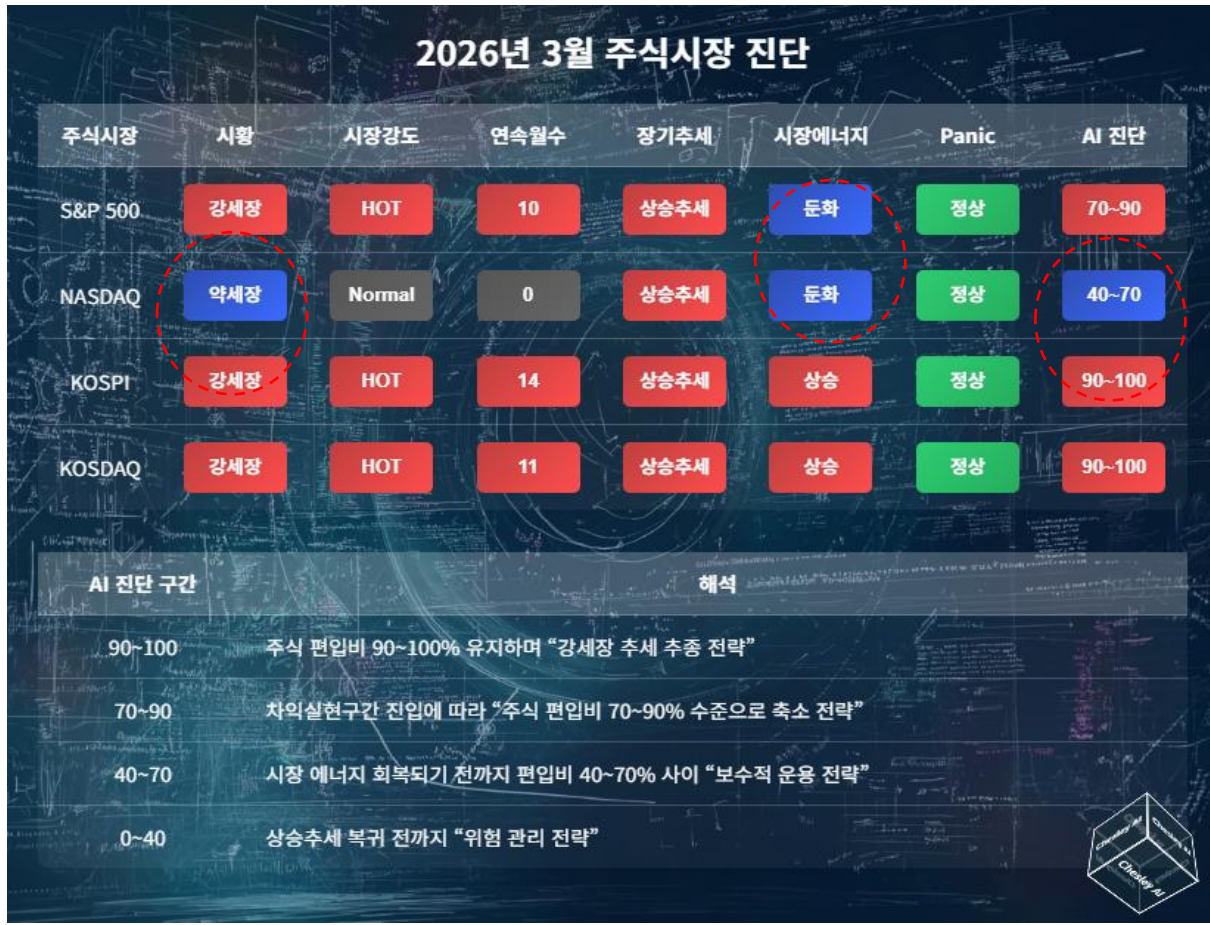 2026년 3월 주식시장 진단
주식시장 시황 시장강도 연속월수 장기추세 시장에너지 Panic AI 진단
S&P 500 강세장 HOT 10 상승추세 둔화 정상 70~90
NASDAQ 약세장 Normal 0 상승추세 둔화 정상 40~70
KOSPI 강세장 HOT 14 상승추세 상승 정상 90~100
KOSDAQ 강세장 HOT 11 상승추세 상승 정상 90~100
AI 진단 구간 해석
90~100 주식 편입비 90~100% 유지하며 “강세장 추세 추종 전략”
70~90 차익실현구간 진입에 따라 “주식 편입비 70~90% 수준으로 축소 전략”
40~70 시장 에너지 회복되기 전까지 편입비 40~70% 사이 “보수적 운용 전략”
0~40 상승추세 복귀 전까지 “위험 관리 전략”
Chesley AI
Chesley AI
Chesley AI